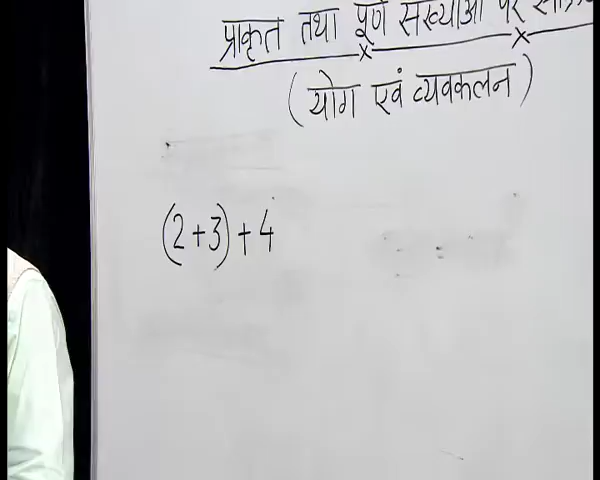 प्राकृत तथा पूर्ण संख्याओं पर
(योग एवं व्यवकलन)
(2+3)+4